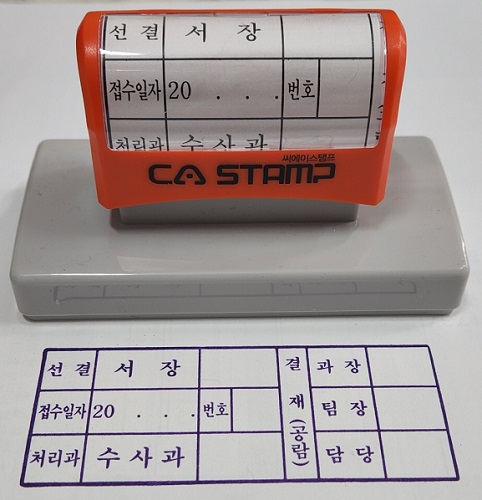 선 결 서 장
접수일자 20 . . . 번호
처리과 수사과
씨에이스탬프
CA STAMP
선 결 서 장 결재(공람) 과 장
접수일자 20 . . . 번호 팀 장
처리과 수사과 담 당